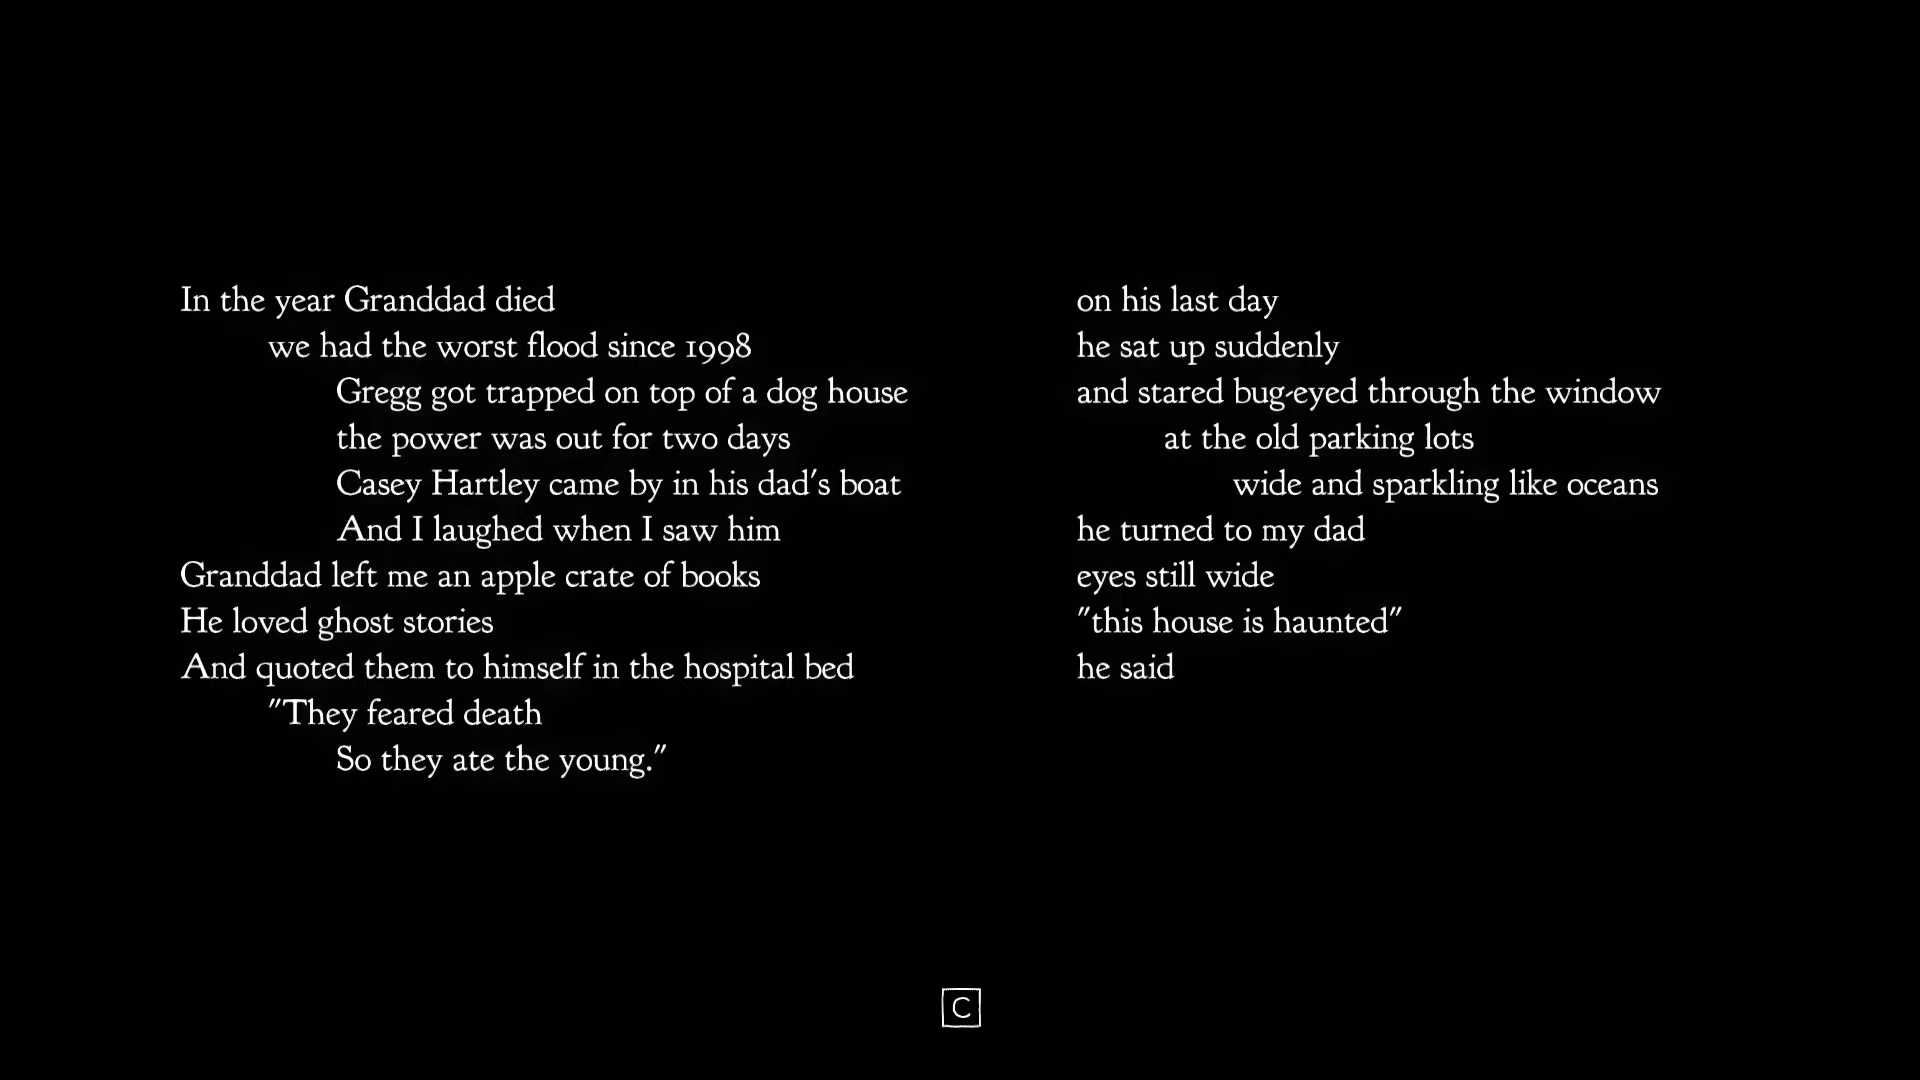 In the year Granddad died
we had the worst flood since 1998
Gregg got trapped on top of a dog house
the power was out for two days
Casey Hartley came by in his dad's boat
And I laughed when I saw him
Granddad left me an apple crate of books
He loved ghost stories
And quoted them to himself in the hospital bed
"They feared death
So they ate the young."
on his last day
he sat up suddenly
and stared bug-eyed through the window
at the old parking lots
wide and sparkling like oceans
he turned to my dad
eyes still wide
"this house is haunted"
he said
C